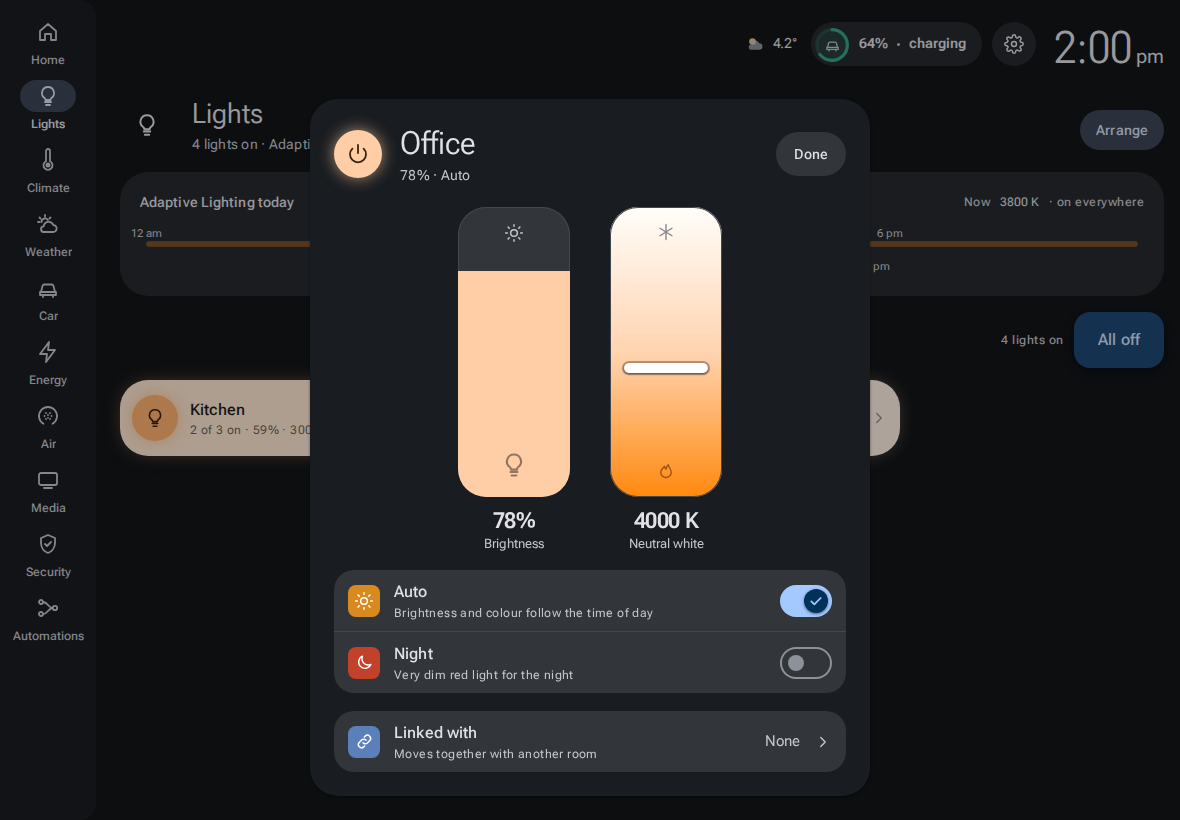 Home
Lights
Climate
Weather
Car
Energy
Air
Media
Security
Automations
4.2°
64% · charging
2:00 pm
Lights
4 lights on · Adapti
Arrange
Adaptive Lighting today
Now 3800 K · on everywhere
12 am
6 pm
pm
4 lights on
All off
Kitchen
2 of 3 on · 59% · 300
Office
78% · Auto
Done
78%
Brightness
4000 K
Neutral white
Auto
Brightness and colour follow the time of day
Night
Very dim red light for the night
Linked with
Moves together with another room
None